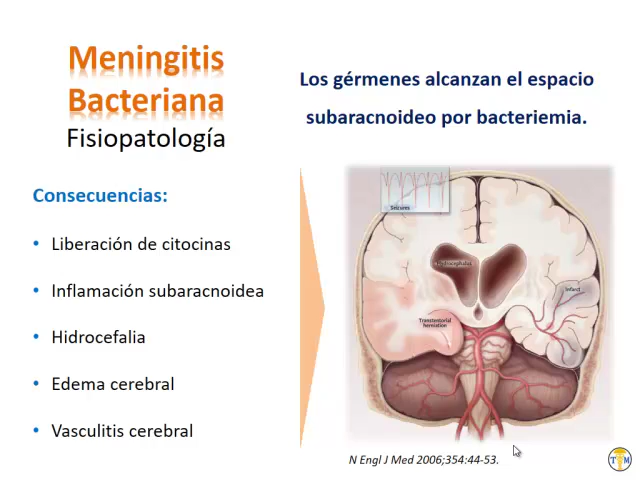 Meningitis
Bacteriana
Fisiopatología
Los gérmenes alcanzan el espacio
subaracnoideo por bacteriemia.
Consecuencias:
• Liberación de citocinas
• Inflamación subaracnoidea
• Hidrocefalia
• Edema cerebral
• Vasculitis cerebral
Seizures
Hydrocephalus
Infarct
Transtentorial
herniation
N Engl J Med 2006;354:44-53.
T M